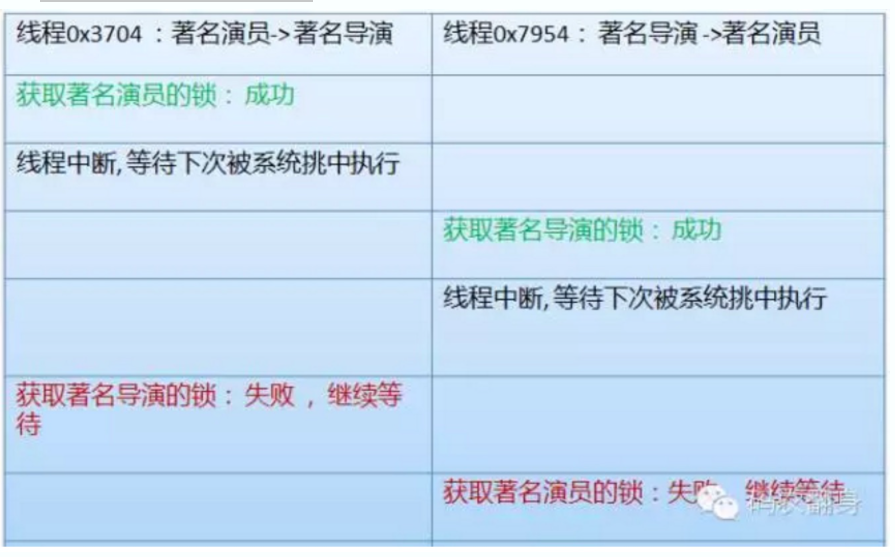 线程0x3704 ：著名演员->著名导演
线程0x7954 ：著名导演 ->著名演员
获取著名演员的锁：成功
线程中断, 等待下次被系统挑中执行
获取著名导演的锁：成功
线程中断, 等待下次被系统挑中执行
获取著名导演的锁：失败 ，继续等
待
获取著名演员的锁：失败 ，继续等待
码农翻身